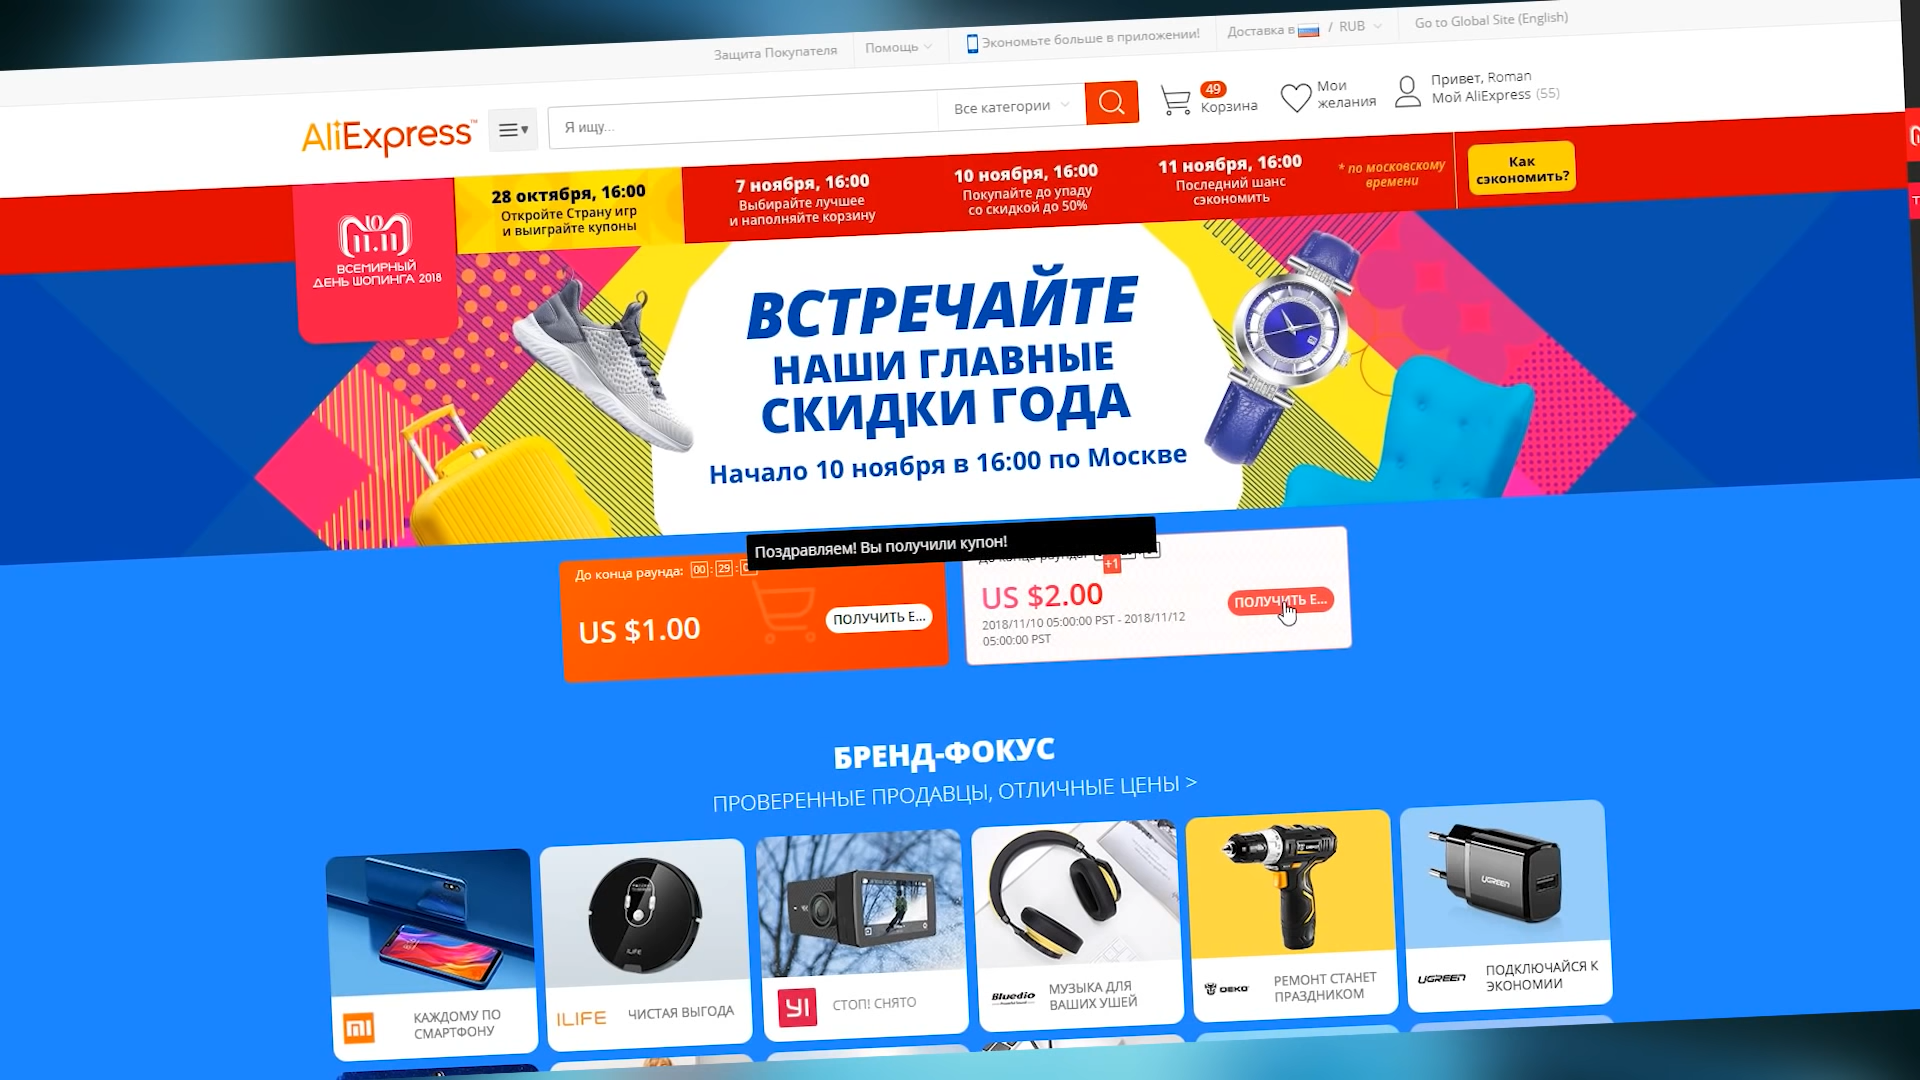 Защита Покупателя
Помощь
Экономьте больше в приложении!
Доставка в / RUB
Go to Global Site (English)
AliExpress™
Я ищу...
Все категории
49
Корзина
Мои
желания
Привет, Roman
Мой AliExpress (55)
11.11
ВСЕМИРНЫЙ
ДЕНЬ ШОПИНГА 2018
28 октября, 16:00
Откройте Страну игр
и выиграйте купоны
7 ноября, 16:00
Выбирайте лучшее
и наполняйте корзину
10 ноября, 16:00
Покупайте до упаду
со скидкой до 50%
11 ноября, 16:00
Последний шанс
сэкономить
* по московскому
времени
Как
сэкономить?
ВСТРЕЧАЙТЕ
НАШИ ГЛАВНЫЕ
СКИДКИ ГОДА
Начало 10 ноября в 16:00 по Москве
Поздравляем! Вы получили купон!
До конца раунда: 00 : 29 :
US $1.00
ПОЛУЧИТЬ Е...
До конца раунда:
+1
US $2.00
2018/11/10 05:00:00 PST - 2018/11/12
05:00:00 PST
ПОЛУЧИТЬ Е...
БРЕНД-ФОКУС
ПРОВЕРЕННЫЕ ПРОДАВЦЫ, ОТЛИЧНЫЕ ЦЕНЫ >
КАЖДОМУ ПО
СМАРТФОНУ
ILIFE
ILIFE
ЧИСТАЯ ВЫГОДА
4K
YI
СТОП! СНЯТО
Bluedio
МУЗЫКА ДЛЯ
ВАШИХ УШЕЙ
DEKO
РЕМОНТ СТАНЕТ
ПРАЗДНИКОМ
UGREEN
UGREEN
ПОДКЛЮЧАЙСЯ К
ЭКОНОМИИ